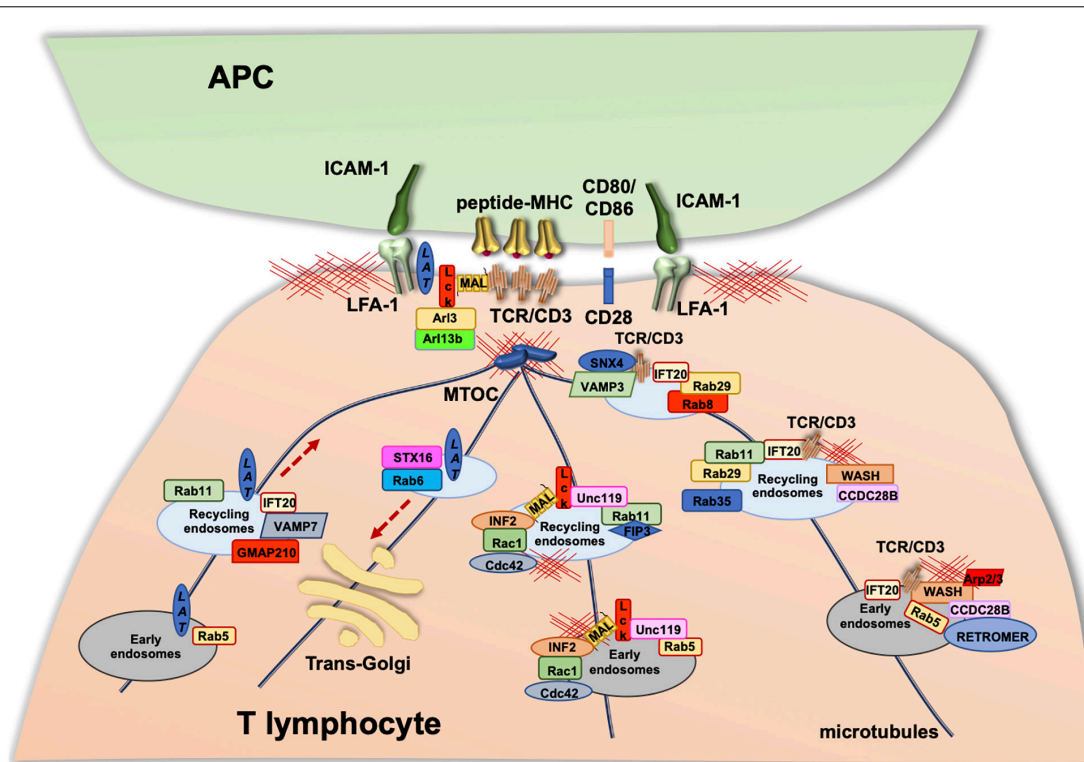 APC
ICAM-1
peptide-MHC
CD80/
CD86
ICAM-1
LAT
Lck
MAL
LFA-1
TCR/CD3
CD28
LFA-1
Arl3
Arl13b
MTOC
TCR/CD3
SNX4
VAMP3
IFT20
Rab29
Rab8
LAT
Rab11
IFT20
Recycling
endosomes
VAMP7
GMAP210
LAT
Rab5
Early
endosomes
STX16
LAT
Rab6
Trans-Golgi
Lck
MAL
Unc119
INF2
Rab11
Recycling
endosomes
FIP3
Rac1
Cdc42
Lck
MAL
Unc119
INF2
Rab5
Early
endosomes
Rac1
Cdc42
TCR/CD3
Rab11
IFT20
Rab29
WASH
Recycling
endosomes
CCDC28B
Rab35
TCR/CD3
Arp2/3
IFT20
WASH
Early
endosomes
Rab5
CCDC28B
RETROMER
T lymphocyte
microtubules